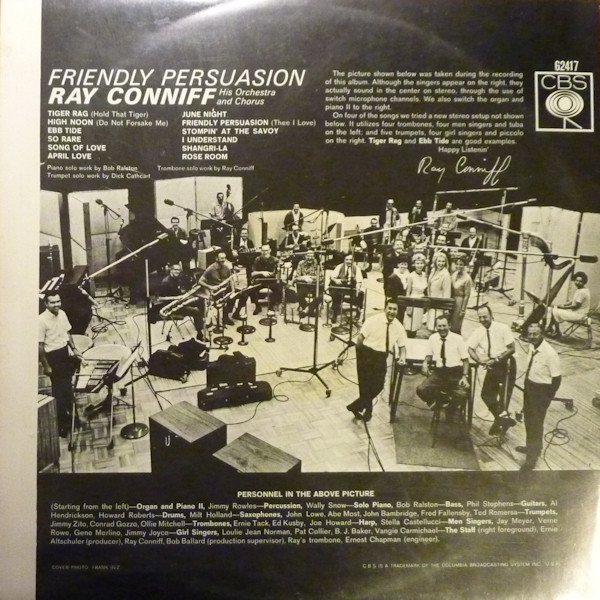 FRIENDLY PERSUASION
RAY CONNIFF His Orchestra and Chorus
TIGER RAG (Hold That Tiger)
HIGH NOON (Do Not Forsake Me)
EBB TIDE
SO RARE
SONG OF LOVE
APRIL LOVE
JUNE NIGHT
FRIENDLY PERSUASION (Thee I Love)
STOMPIN' AT THE SAVOY
I UNDERSTAND
SHANGRI-LA
ROSE ROOM
Piano solo work by Bob Ralston
Trumpet solo work by Dick Cathcart
Trombone solo work by Ray Conniff
The picture shown below was taken during the recording
of this album. Although the singers appear on the right, they
actually sound in the center on stereo, through the use of
switch microphone channels. We also switch the organ and
piano II to the right.
On four of the songs we tried a new stereo setup not shown
below. It utilizes four trombones, four men singers and tuba
on the left: and five trumpets, four girl singers and piccolo
on the right. Tiger Rag and Ebb Tide are good examples.
Happy Listenin'
Ray Conniff
62417
CBS
PERSONNEL IN THE ABOVE PICTURE
(Starting from the left)—Organ and Piano II, Jimmy Rowles—Percussion, Wally Snow—Solo Piano, Bob Ralston—Bass, Phil Stephens—Guitars, Al
Hendrickson, Howard Roberts—Drums, Milt Holland—Saxophones, John Lowe, Abe Most, John Bambridge, Fred Fallensby, Ted Romersa—Trumpets,
Jimmy Zito, Conrad Gozzo, Ollie Mitchell—Trombones, Ernie Tack, Ed Kusby, Joe Howard—Harp, Stella Castellucci—Men Singers, Jay Meyer, Verne
Rowe, Gene Merlino, Jimmy Joyce—Girl Singers, Loulie Jean Norman, Pat Collier, B.J. Baker, Vangie Carmichael—The Stall (right foreground), Ernie
Altschuler (producer), Ray Conniff, Bob Ballard (production supervisor), Ray's trombone, Ernest Chapman (engineer).
C B S IS A TRADEMARK OF THE COLUMBIA BROADCASTING SYSTEM INC., U.S.A.